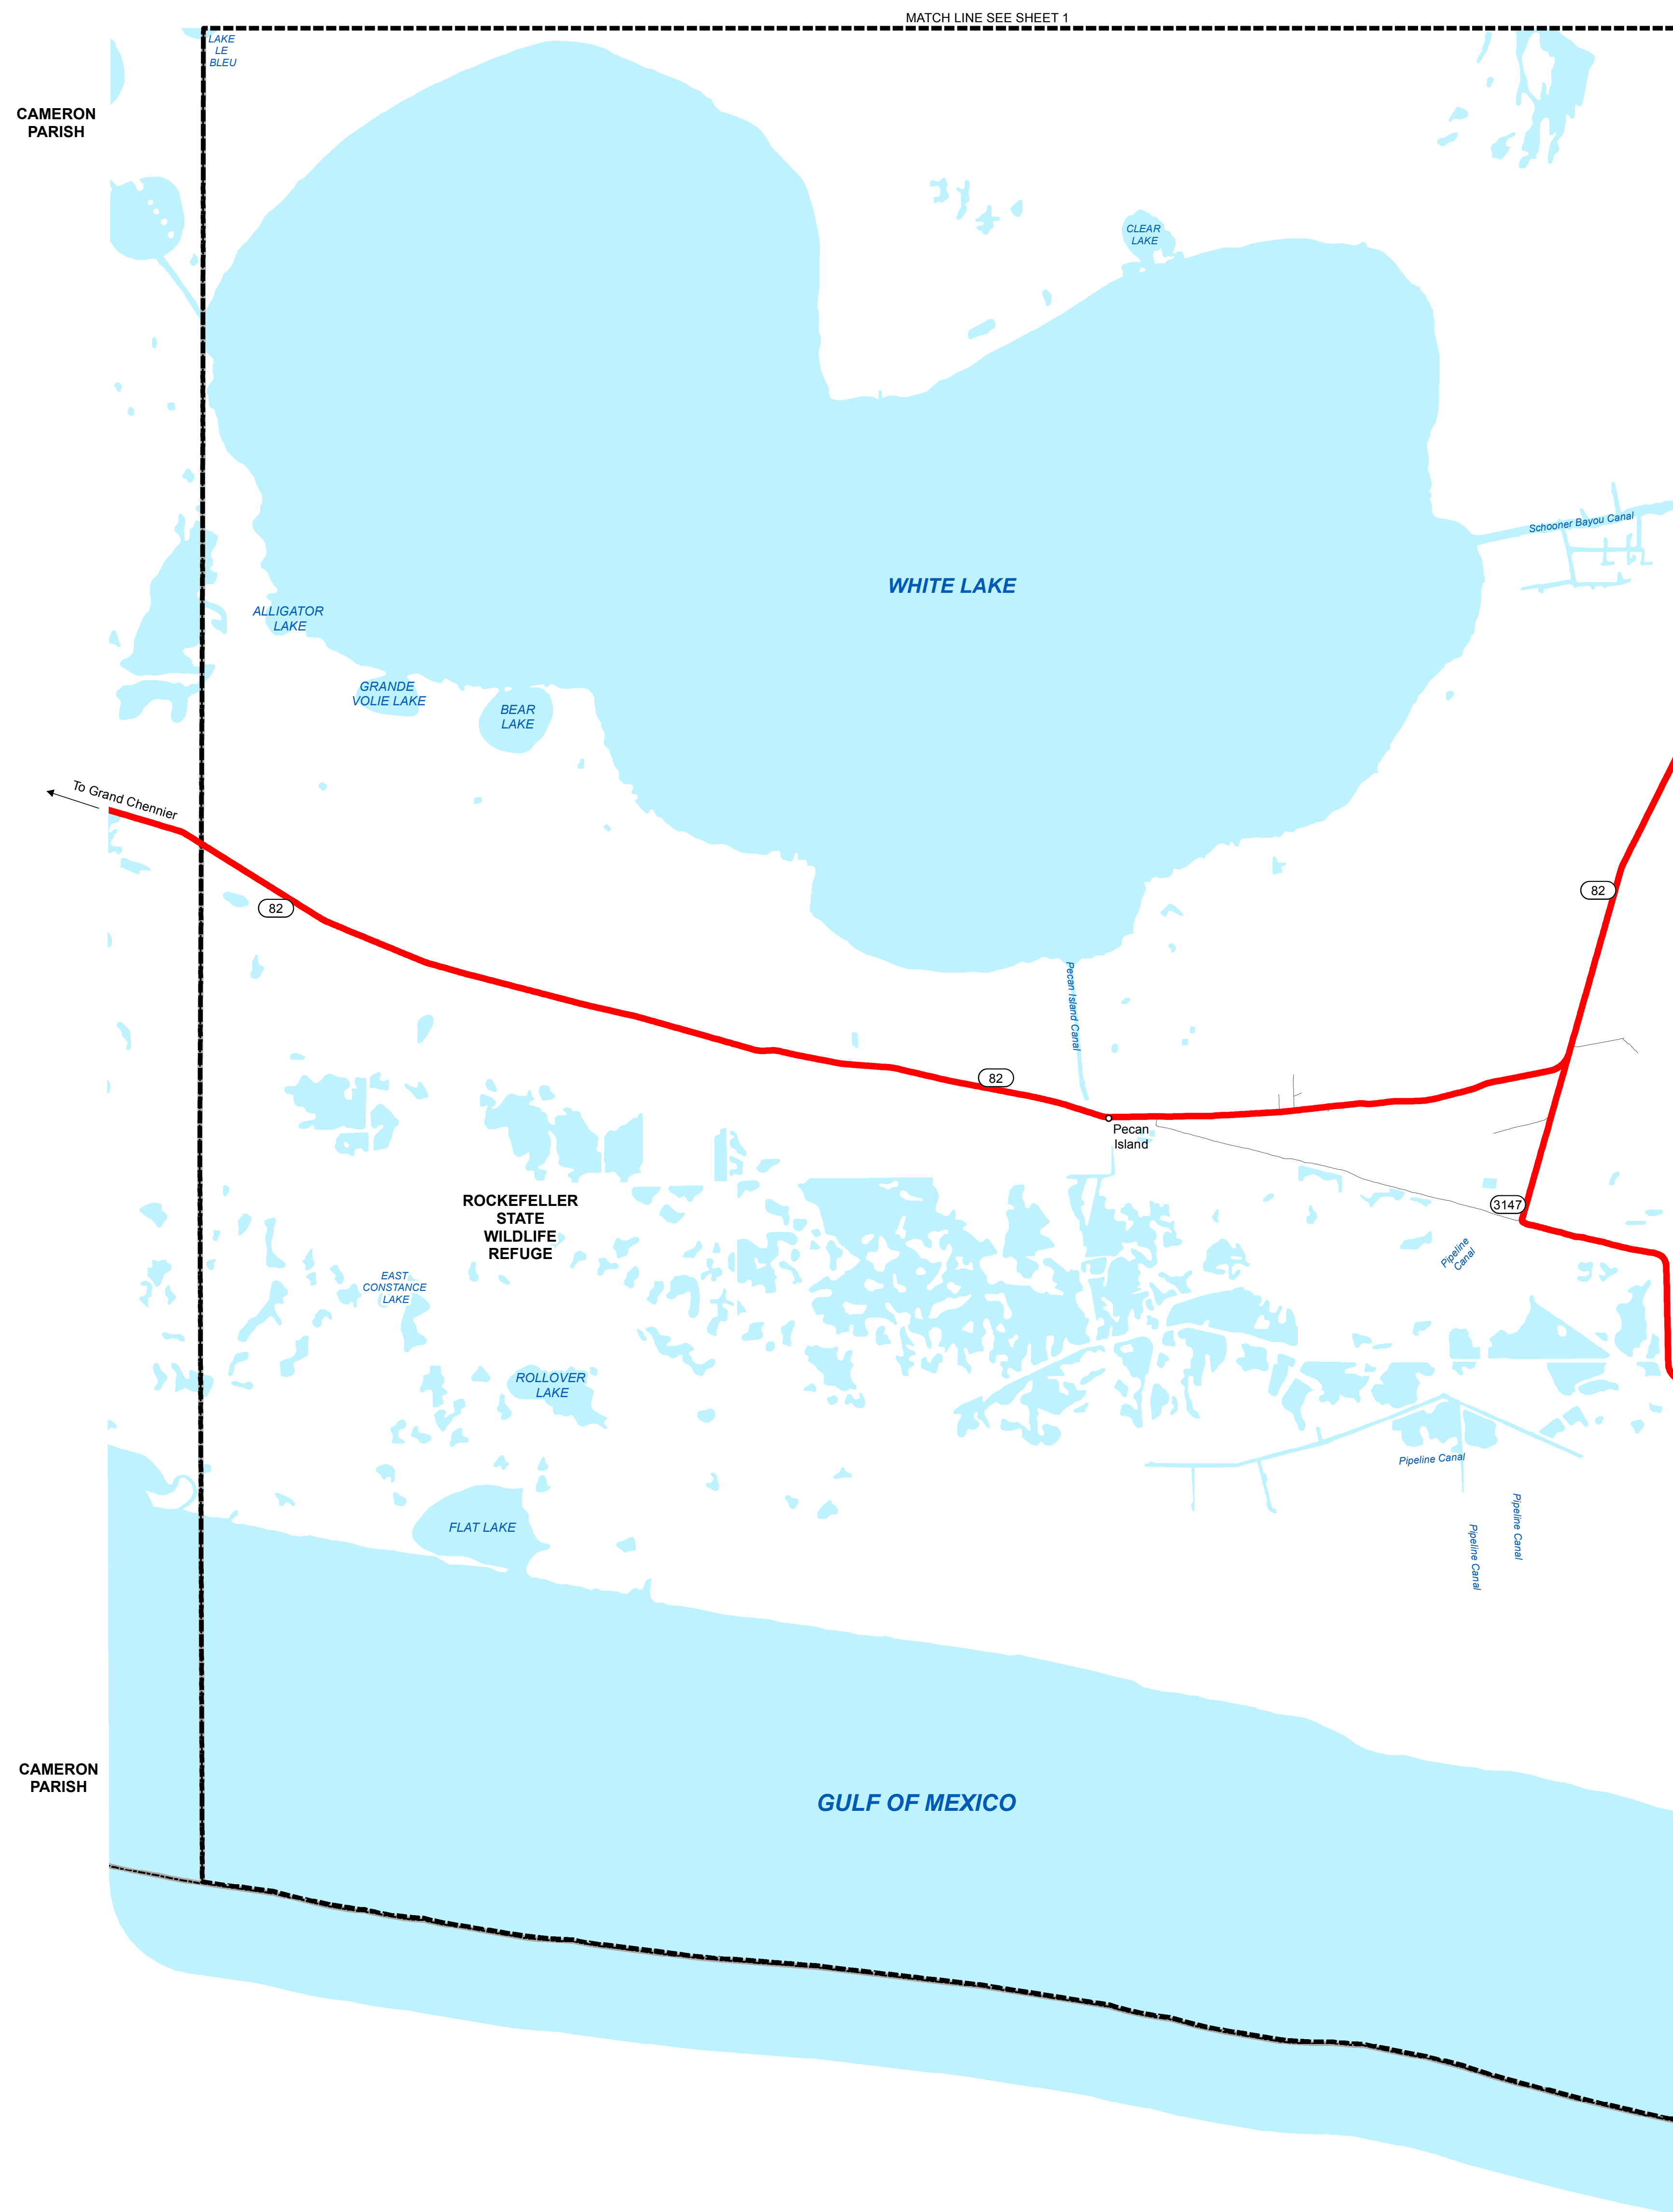 MATCH LINE SEE SHEET 1
LAKE
LE
BLEU
CAMERON
PARISH
CLEAR
LAKE
Schooner Bayou Canal
WHITE LAKE
ALLIGATOR
LAKE
GRANDE
VOLIE LAKE
BEAR
LAKE
To Grand Chennier
82
82
Pecan Island Canal
82
Pecan
Island
ROCKEFELLER
STATE
WILDLIFE
REFUGE
3147
Pipeline
Canal
EAST
CONSTANCE
LAKE
ROLLOVER
LAKE
Pipeline Canal
FLAT LAKE
Pipeline Canal
Pipeline Canal
CAMERON
PARISH
GULF OF MEXICO